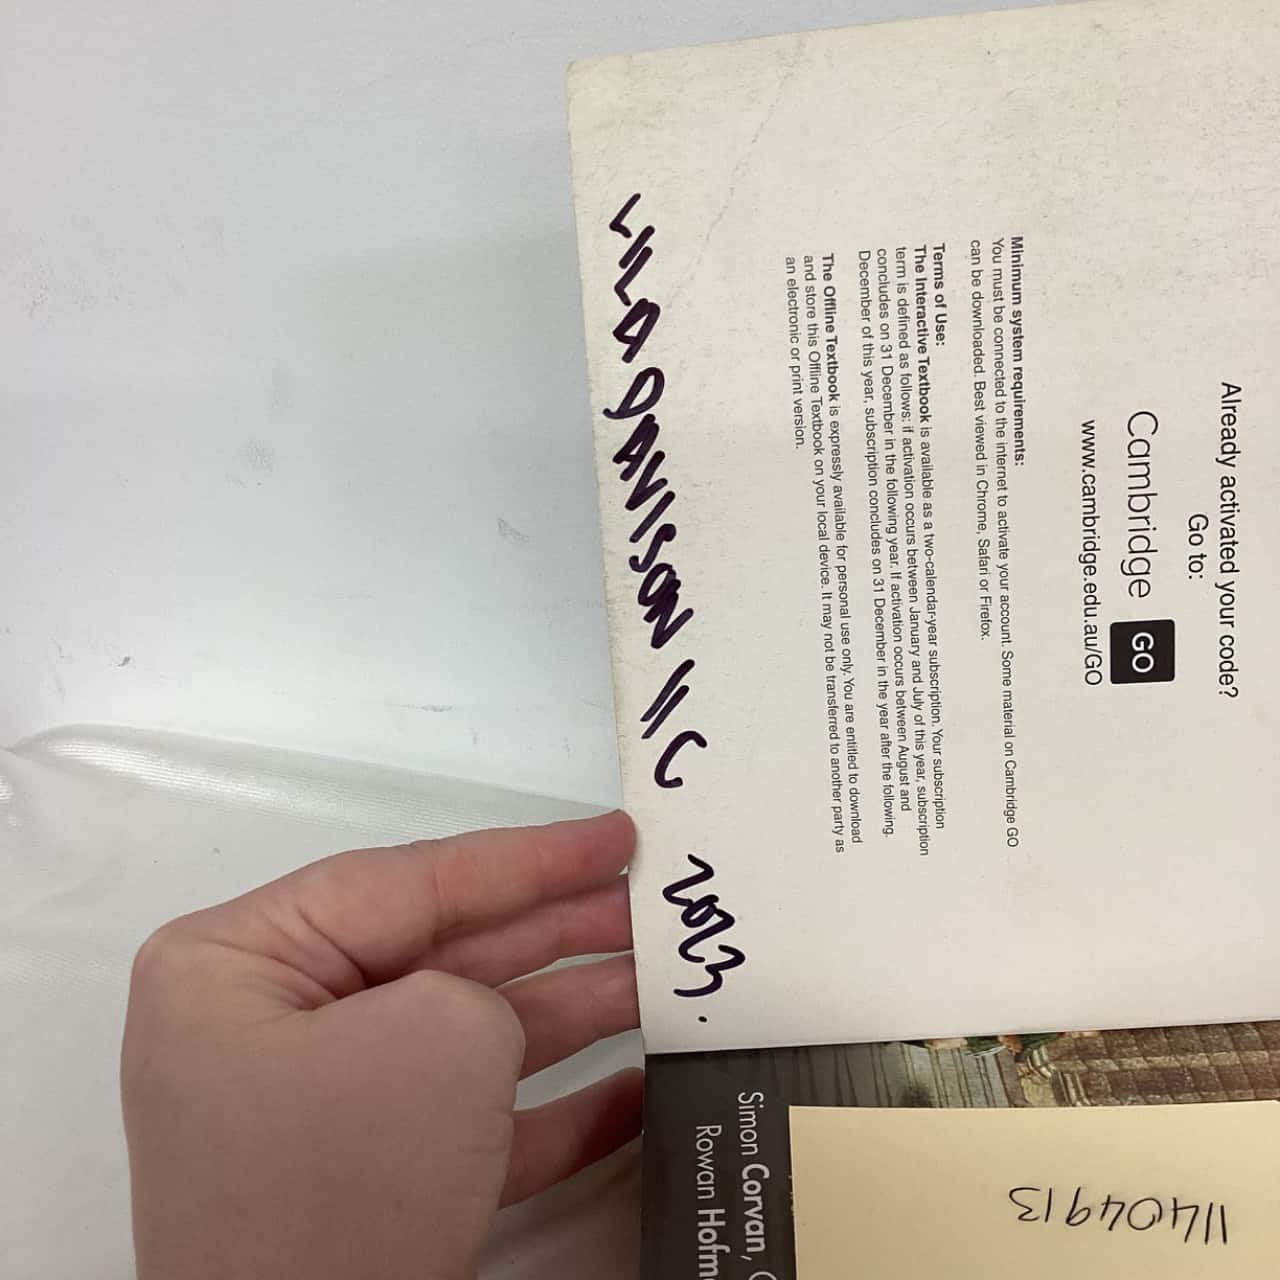 Already activated your code?
Go to:
Cambridge GO
www.cambridge.edu.au/GO
Minimum system requirements:
You must be connected to the internet to activate your account. Some material on Cambridge GO
can be downloaded. Best viewed in Chrome, Safari or Firefox.
Terms of Use:
The Interactive Textbook is available as a two-calendar-year subscription. Your subscription
term is defined as follows: if activation occurs between January and July of this year, subscription
concludes on 31 December in the following year. If activation occurs between August and
December of this year, subscription concludes on 31 December in the year after the following.
The Offline Textbook is expressly available for personal use only. You are entitled to download
and store this Offline Textbook on your local device. It may not be transferred to another party as
an electronic or print version.
LILA DAVISON 11C 2023.
Simon Corvan,
Rowan
11404913